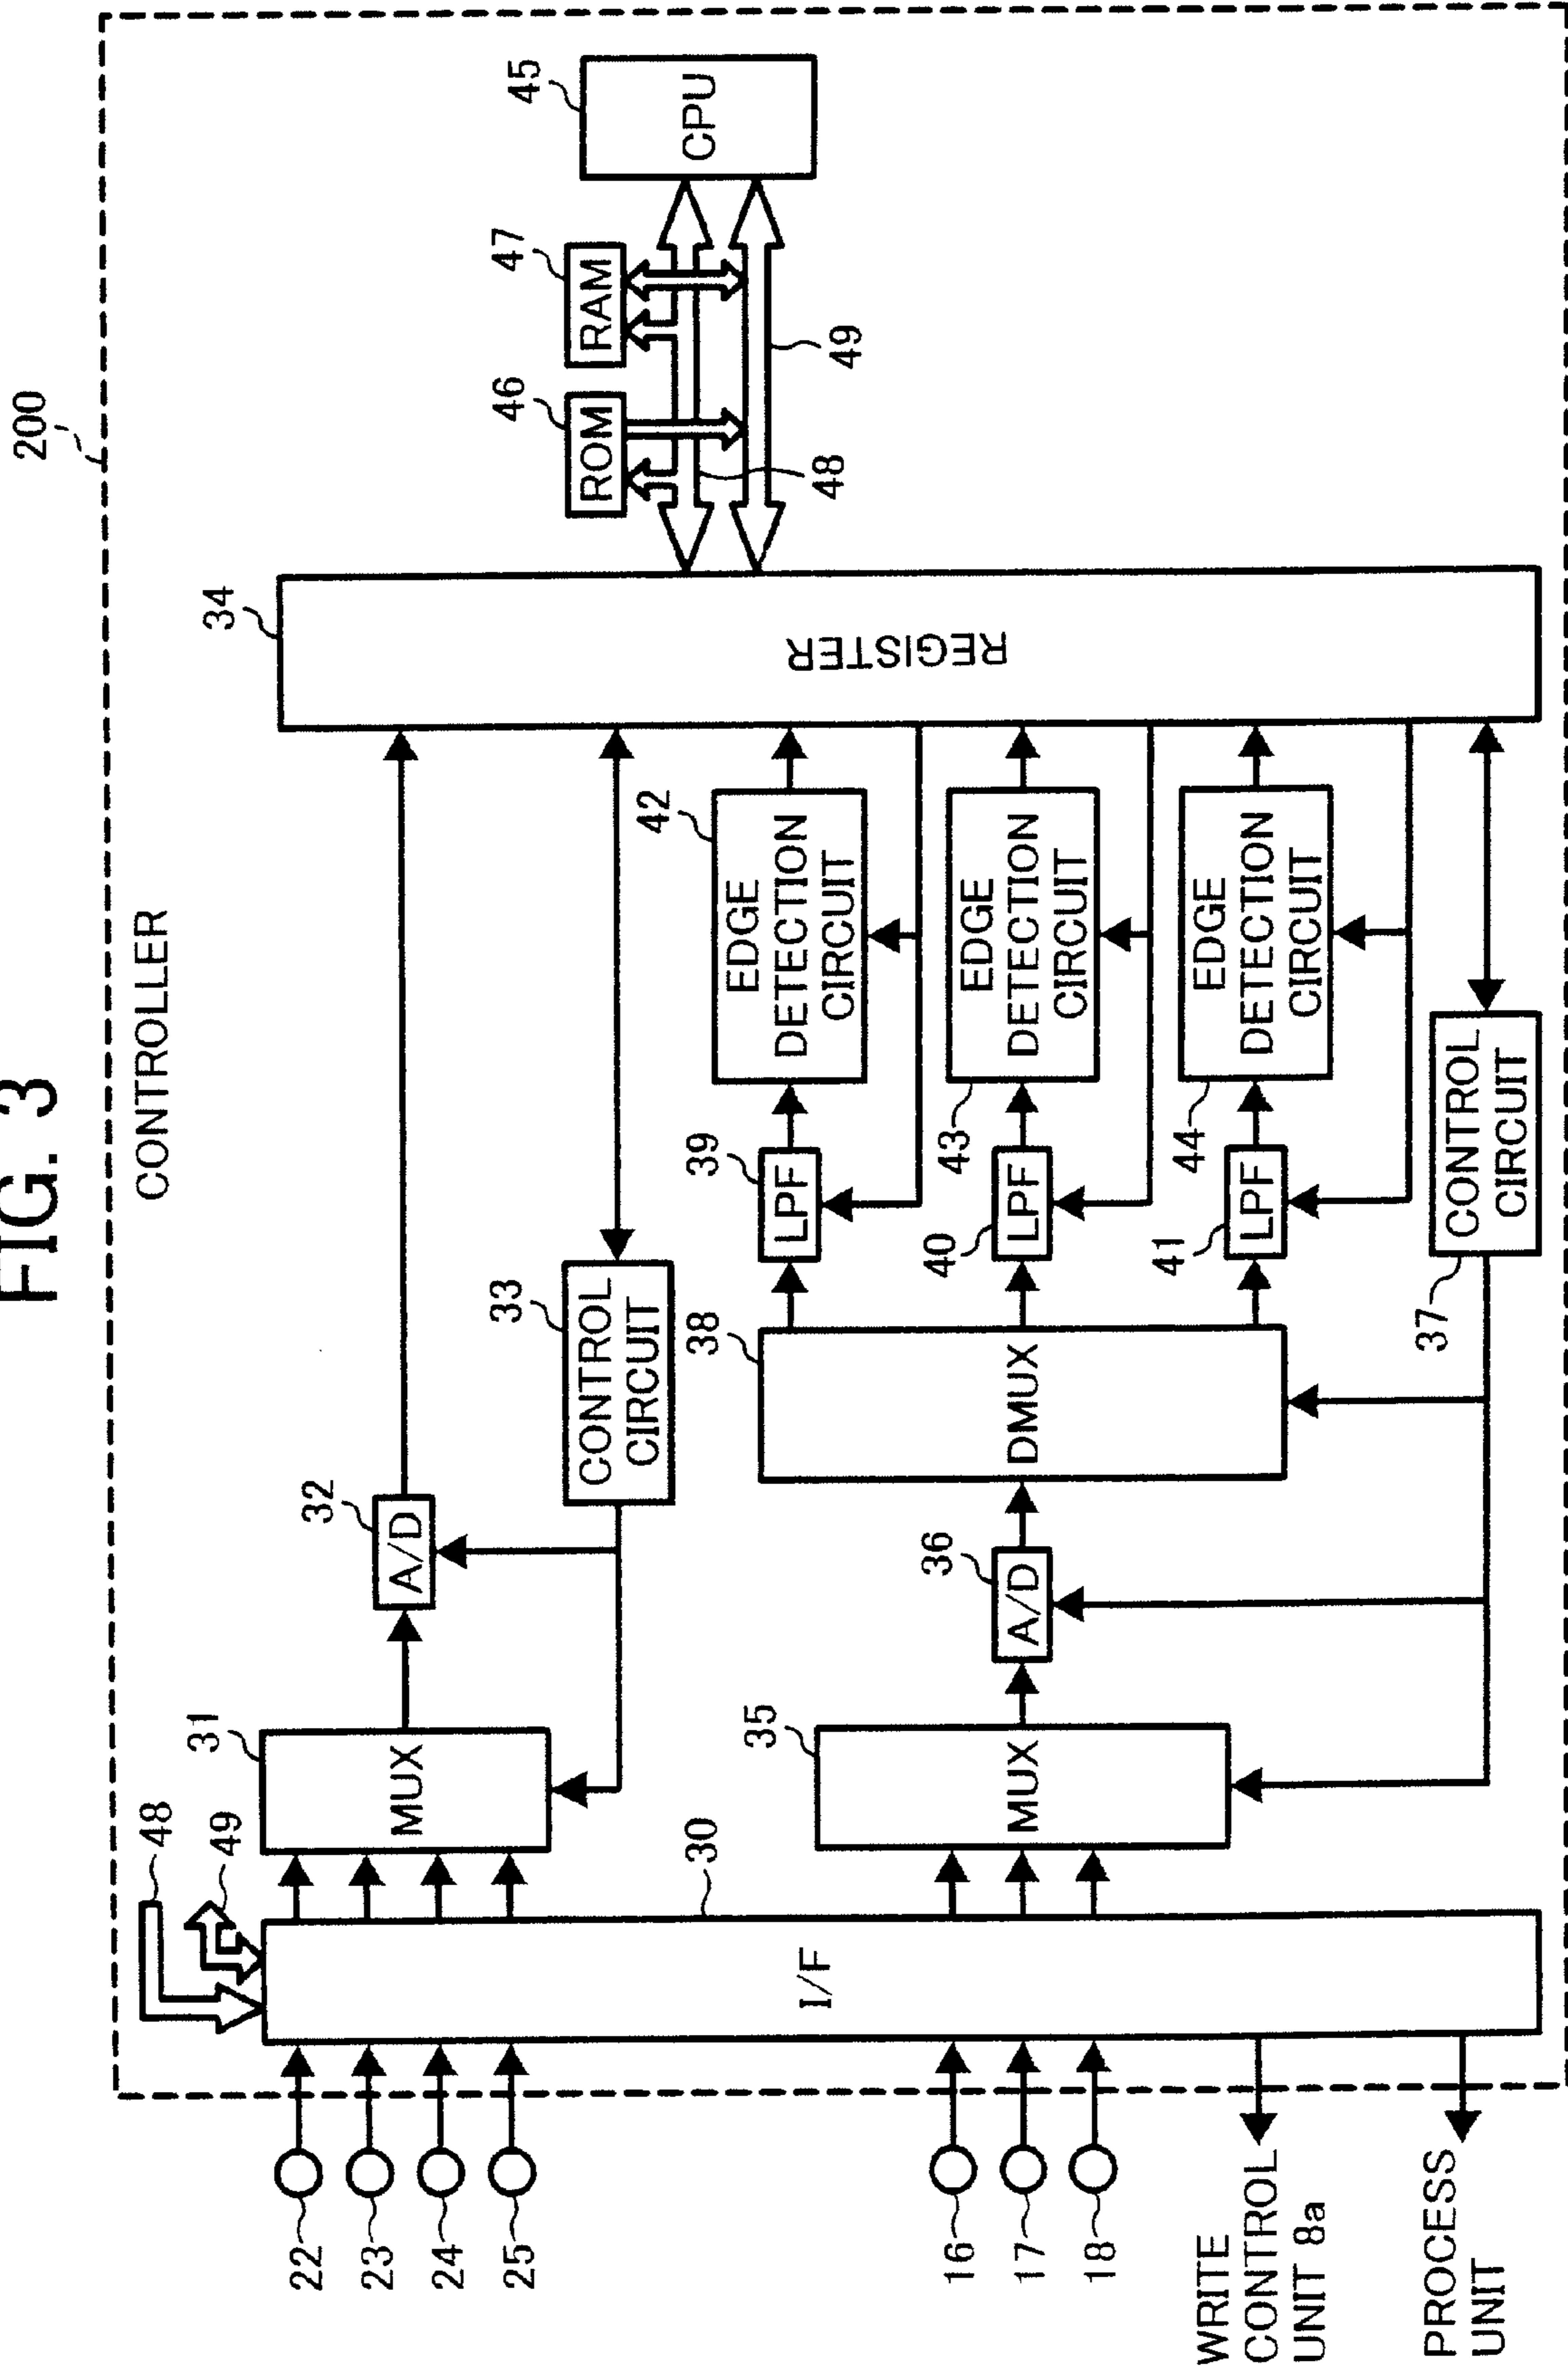 FIG. 3
200
CONTROLLER
48
49
22
23
24
25
16
17
18
WRITE
CONTROL
UNIT 8a
PROCESS
UNIT
30
I/F
31
MUX
32
A/D
33
CONTROL
CIRCUIT
35
MUX
36
A/D
38
DMUX
37
CONTROL
CIRCUIT
39
LPF
40
LPF
41
LPF
42
EDGE
DETECTION
CIRCUIT
43
EDGE
DETECTION
CIRCUIT
44
EDGE
DETECTION
CIRCUIT
34
REGISTER
46
ROM
47
RAM
48
49
45
CPU